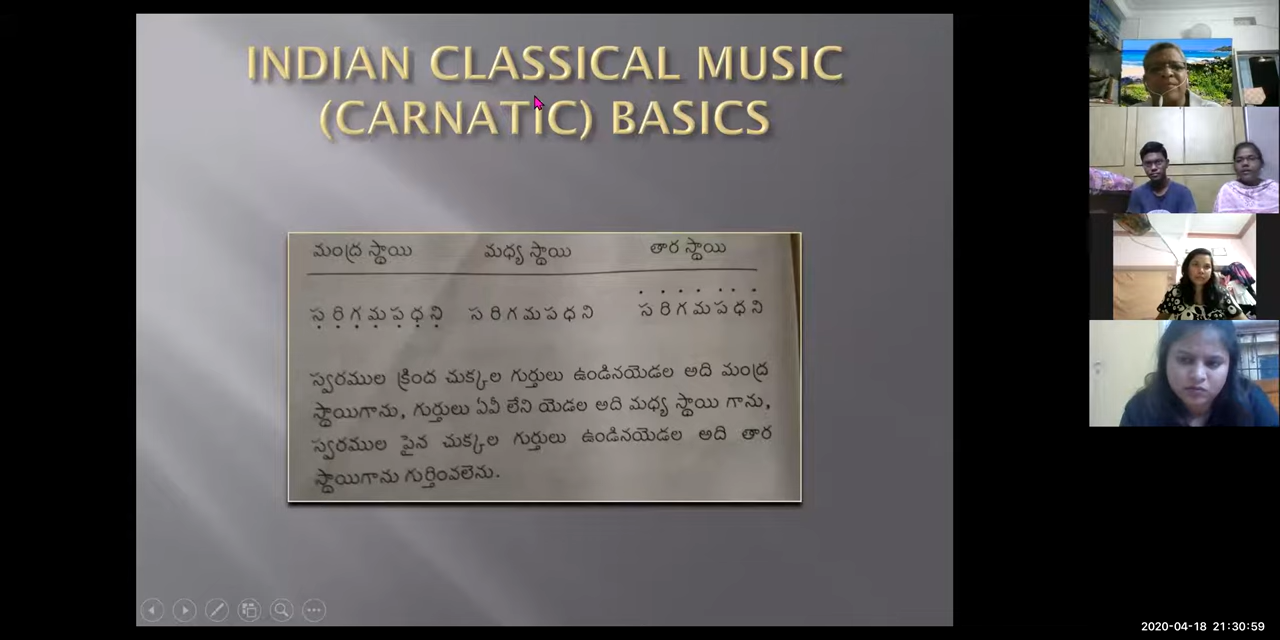 INDIAN CLASSICAL MUSIC
(CARNATIC) BASICS
మంద్ర స్థాయి మధ్య స్థాయి తార స్థాయి
స̣ రి̣ గ̣ మ̣ ప̣ ధ̣ ని̣ స రి గ మ ప ధ ని స̇ రి̇ గ̇ మ̇ ప̇ ధ̇ ని̇
స్వరముల క్రింద చుక్కల గుర్తులు ఉండినయెడల అది మంద్ర
స్థాయిగాను, గుర్తులు ఏవీ లేని యెడల అది మధ్య స్థాయి గాను,
స్వరముల పైన చుక్కల గుర్తులు ఉండినయెడల అది తార
స్థాయిగాను గుర్తింవలెను.
2020-04-18 21:30:59